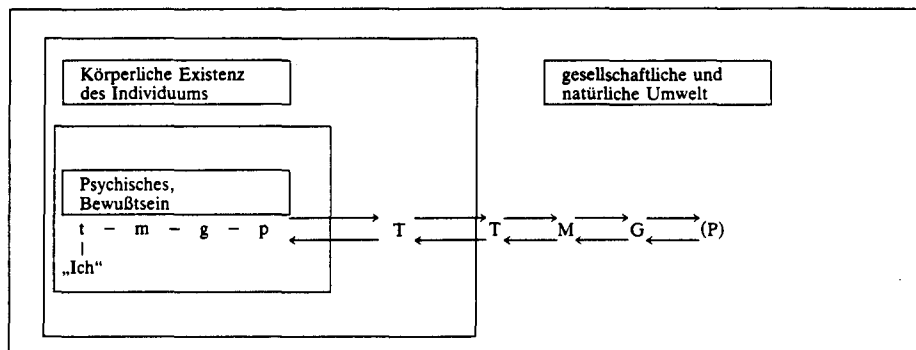 Körperliche Existenz
des Individuums
gesellschaftliche und
natürliche Umwelt
Psychisches,
Bewußtsein
t – m – g – p T T M G (P)
„Ich“